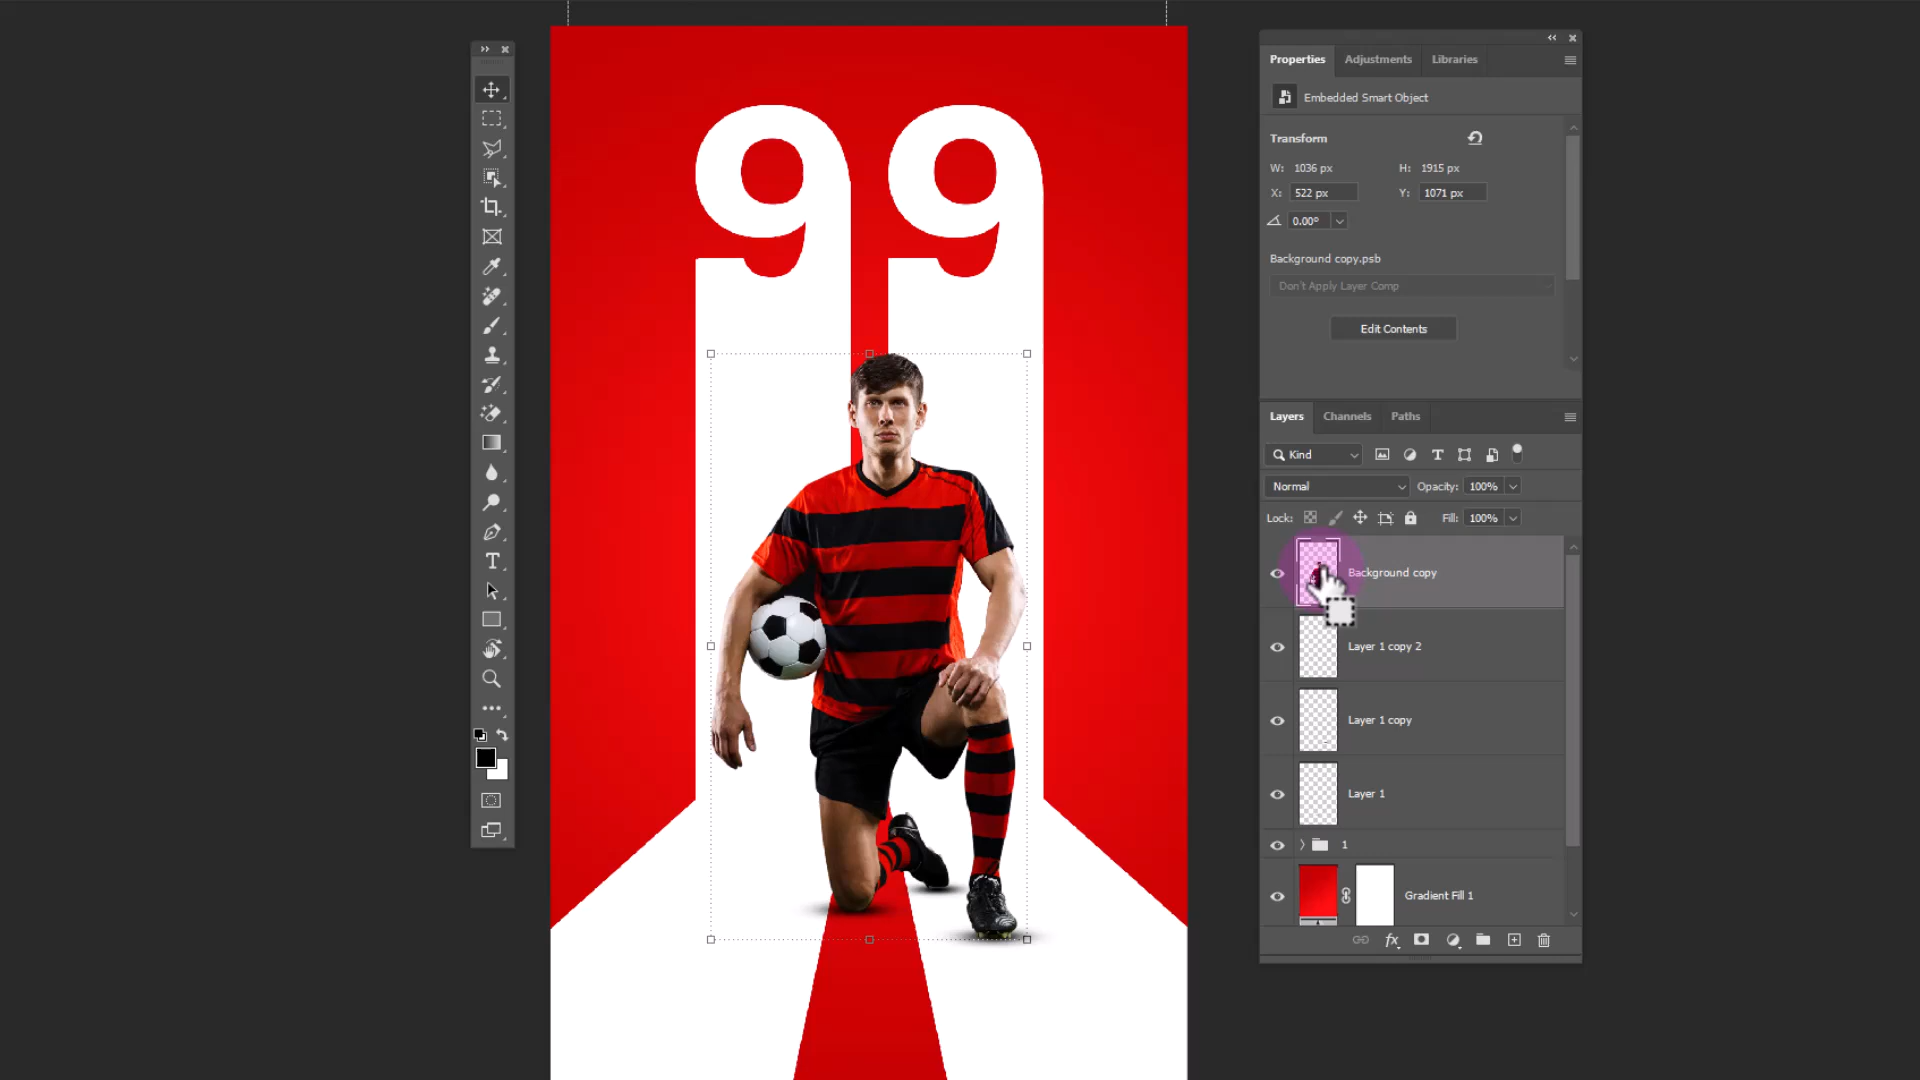 99
Properties Adjustments Libraries
Embedded Smart Object
Transform
W: 1036 px H: 1915 px
X: 522 px Y: 1071 px
0.00°
Background copy.psb
Don't Apply Layer Comp
Edit Contents
Layers Channels Paths
Kind T
Normal Opacity: 100%
Lock: Fill: 100%
Background copy
Layer 1 copy 2
Layer 1 copy
Layer 1
1
Gradient Fill 1
fx
T